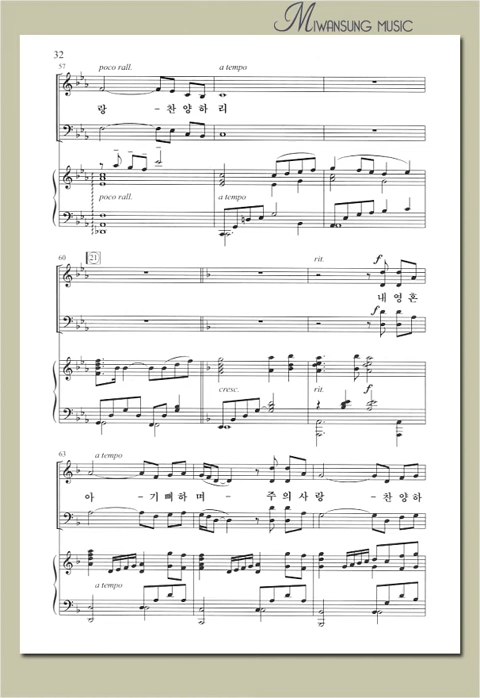 MIWANSUNG MUSIC
32
57
poco rall.
a tempo
랑 - 찬양하리
poco rall.
a tempo
60
21
rit.
f
내영혼
f
cresc.
rit.
f
63
a tempo
아 - 기뻐하며 - 주의사랑 - 찬양하
a tempo